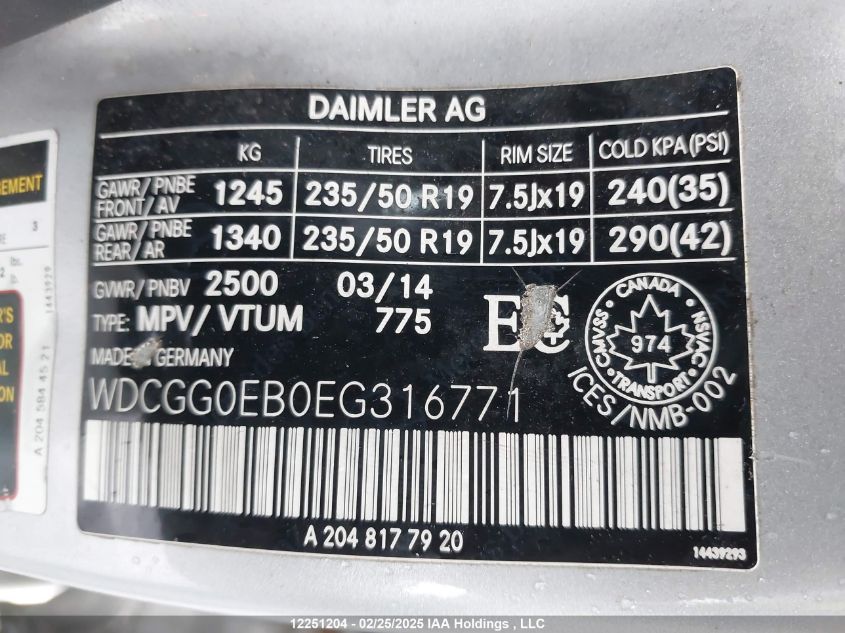 DAIMLER AG
KG TIRES RIM SIZE COLD KPA(PSI)
GAWR/PNBE FRONT/AV 1245 235/50 R19 7.5Jx19 240(35)
GAWR/PNBE REAR/AR 1340 235/50 R19 7.5Jx19 290(42)
GVWR/PNBV 2500 03/14
TYPE: MPV/VTUM 775
MADE GERMANY
WDCGG0EB0EG316771
EC
CANADA
CMVSS
NSVAC
974
TRANSPORT
ICES/NMB-002
A 204 817 79 20
14439293
A 204 584 45 21
1443929
3
12251204 - 02/25/2025 IAA Holdings , LLC